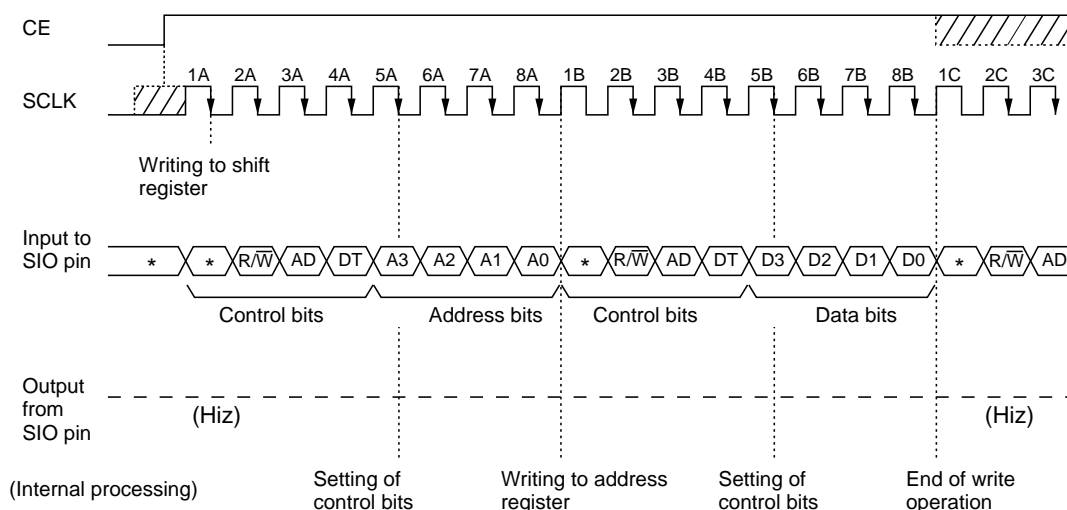 CE
1A 2A 3A 4A 5A 6A 7A 8A 1B 2B 3B 4B 5B 6B 7B 8B 1C 2C 3C
SCLK
Writing to shift
register
Input to
SIO pin
* * R/W̅ AD DT A3 A2 A1 A0 * R/W̅ AD DT D3 D2 D1 D0 * R/W̅ AD
Control bits Address bits Control bits Data bits
Output
from
SIO pin
(Hiz) (Hiz)
(Internal processing)
Setting of
control bits
Writing to address
register
Setting of
control bits
End of write
operation